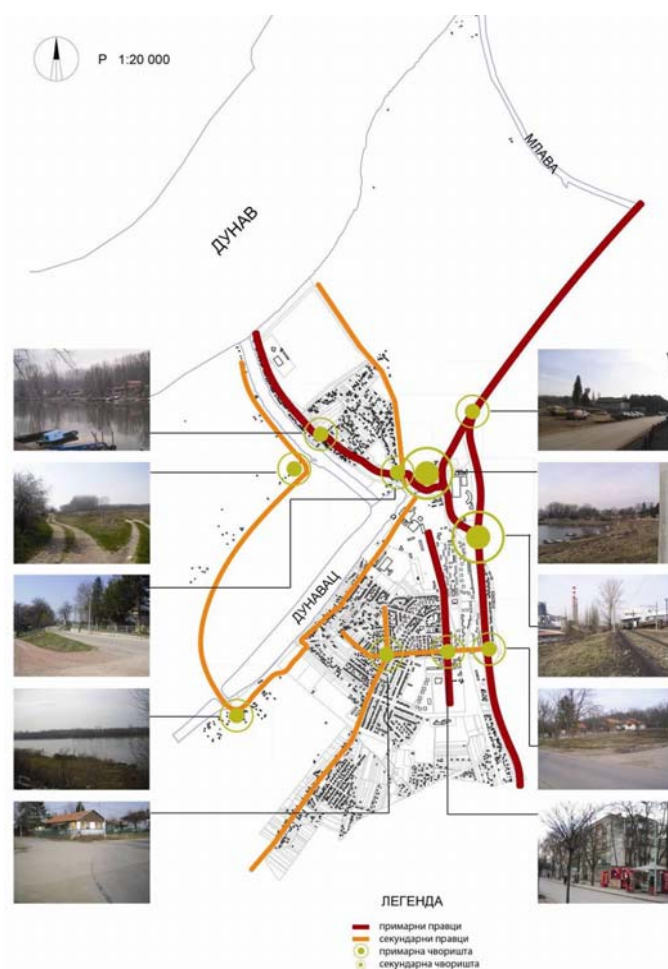 Р 1:20 000
МЛАВА
ДУНАВ
ДУНАВАЦ
ЛЕГЕНДА
примарни правци
секундарни правци
примарна чворишта
секундарна чворишта